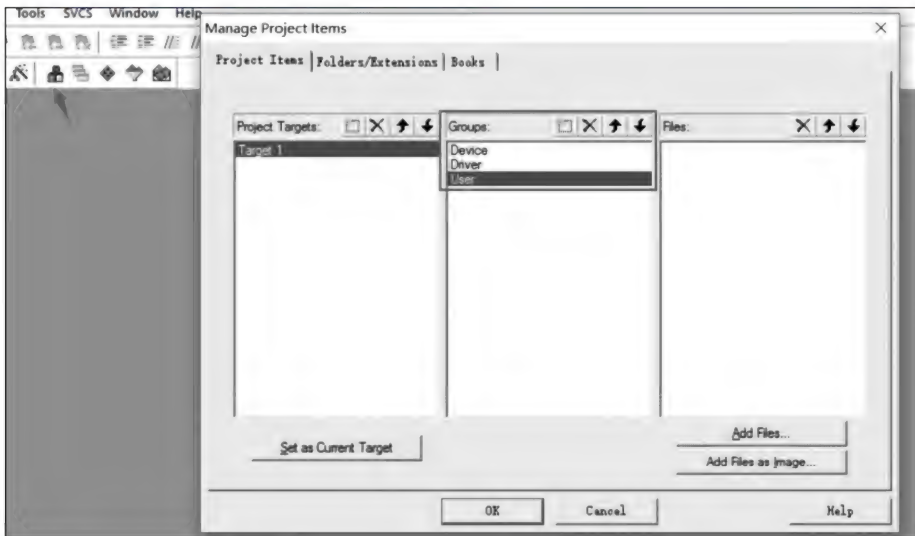 Tools SVCS Window Help
Manage Project Items
Project Items Folders/Extensions Books
Project Targets: Groups: Files:
Target 1 Device
Driver
User
Set as Current Target Add Files...
Add Files as Image...
OK Cancel Help